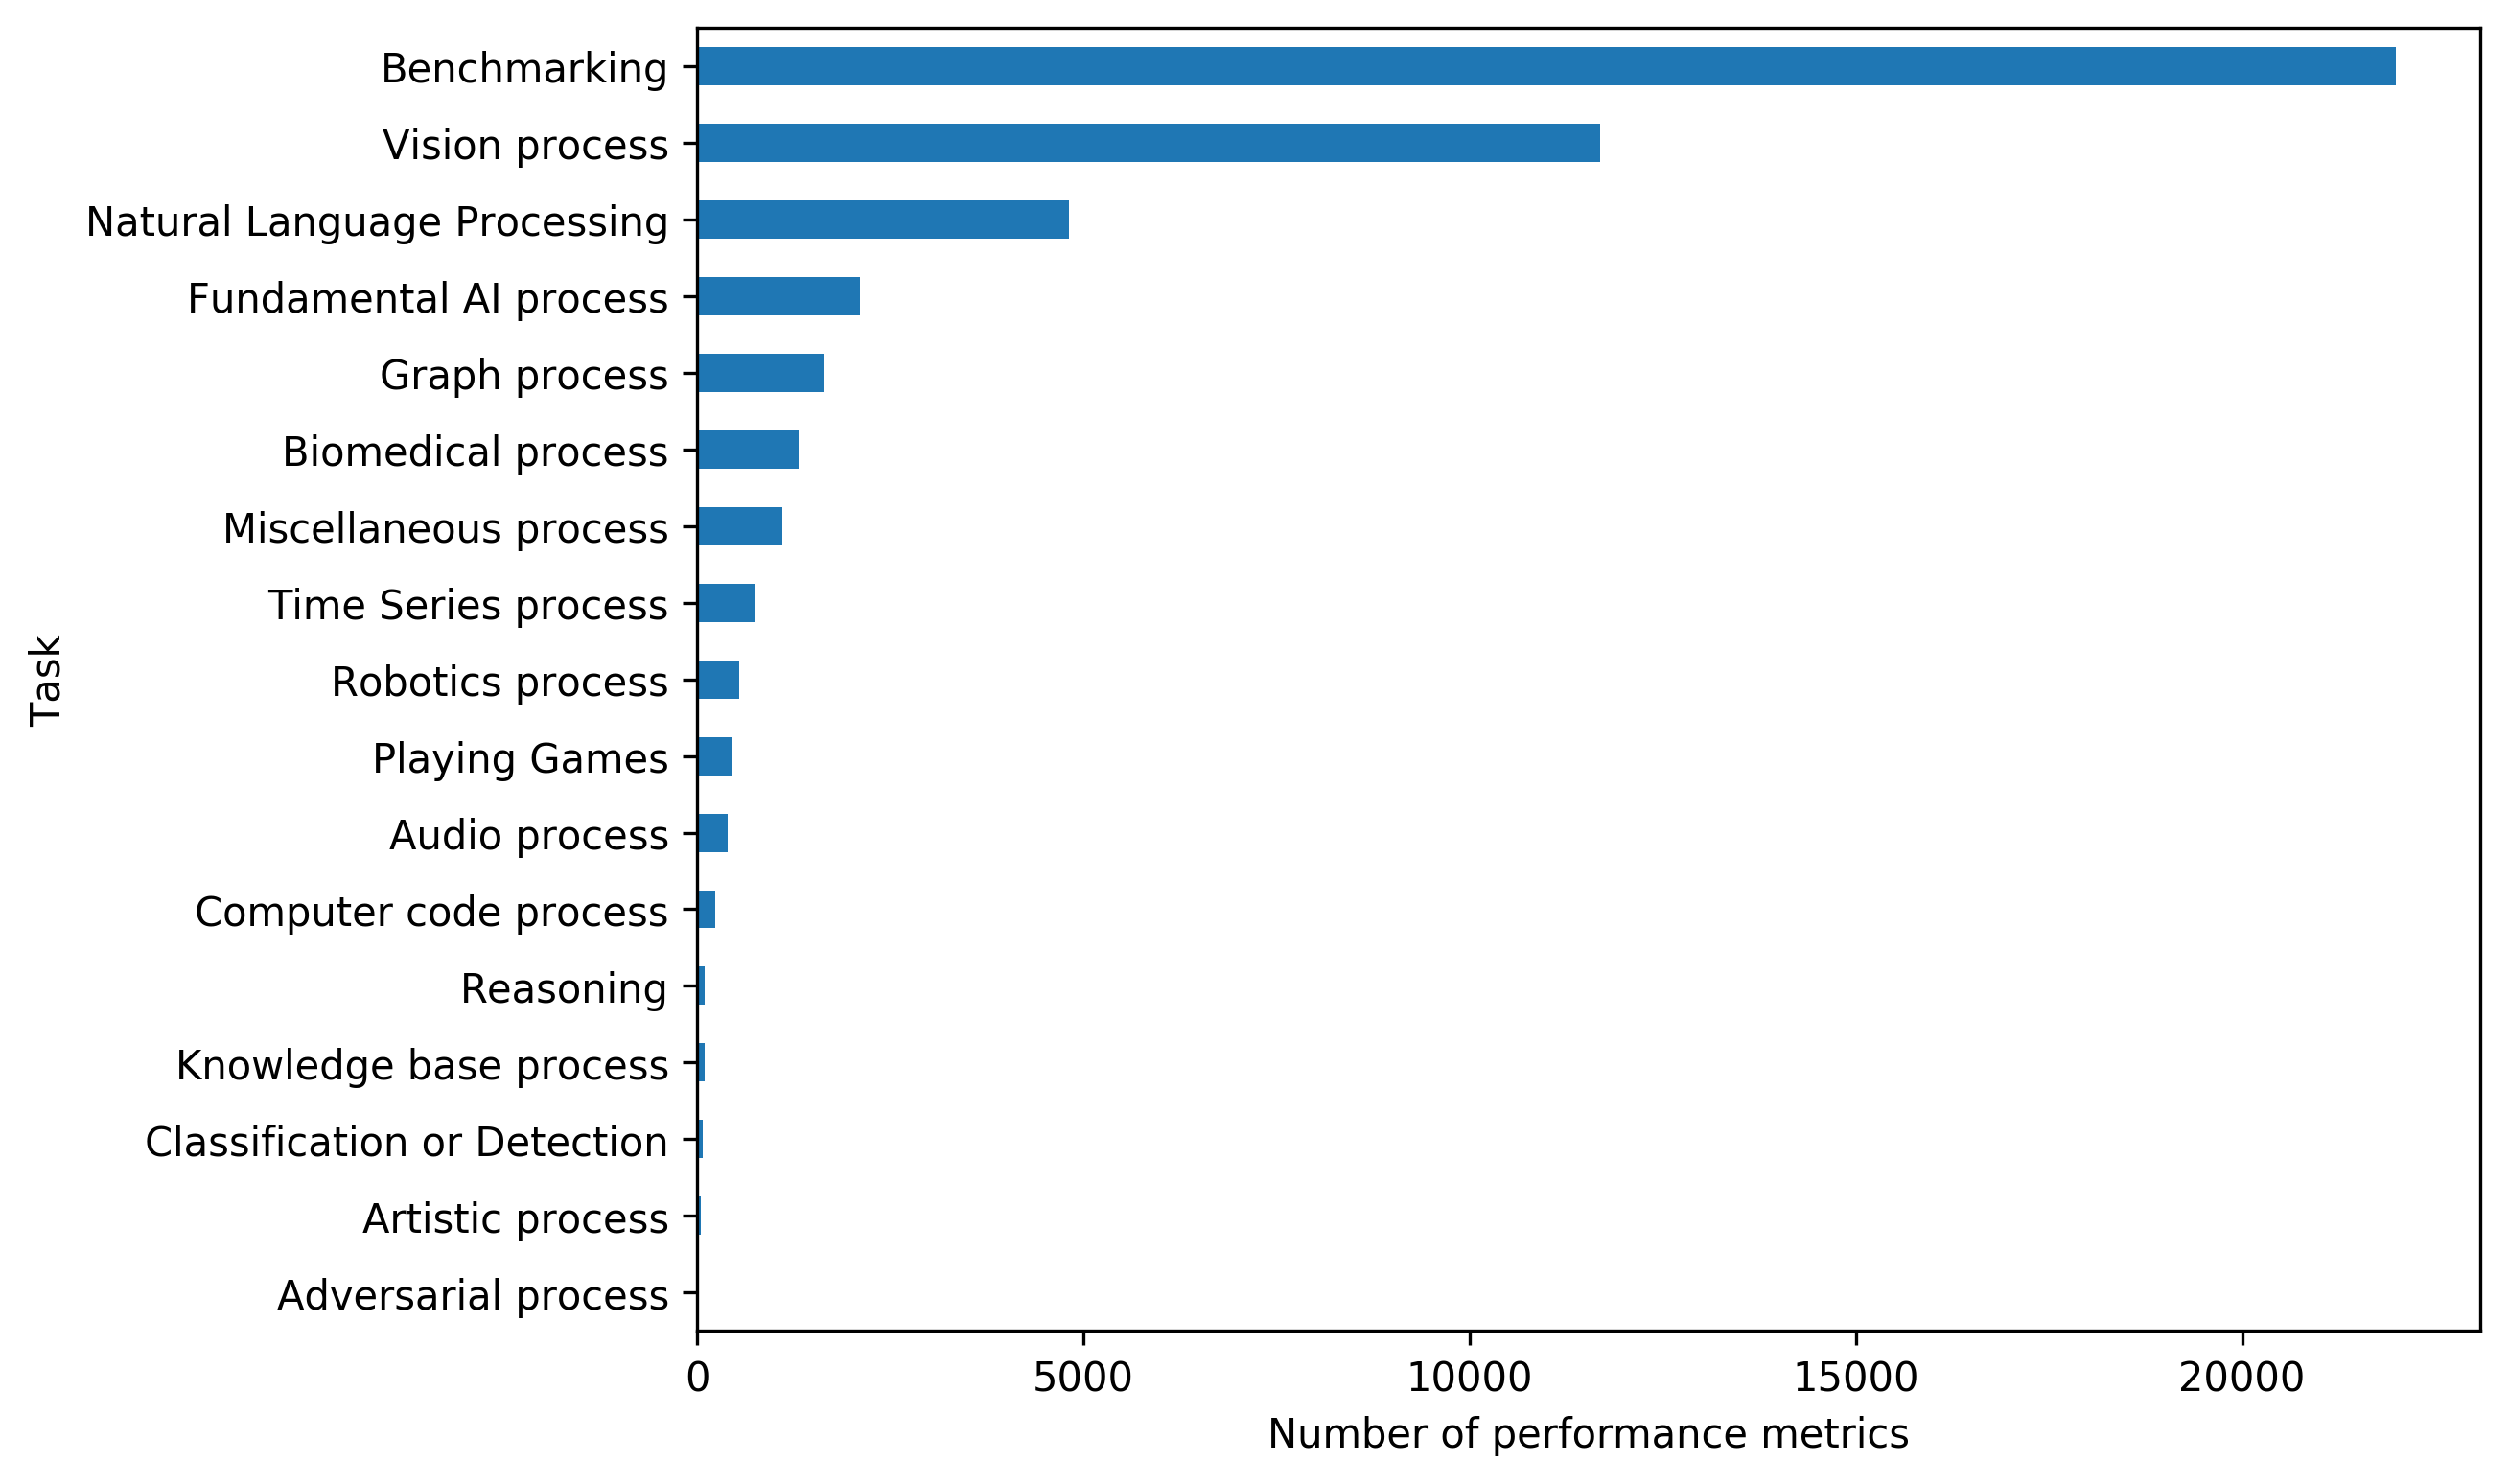 Benchmarking
Vision process
Natural Language Processing
Fundamental AI process
Graph process
Biomedical process
Miscellaneous process
Time Series process
Robotics process
Playing Games
Audio process
Computer code process
Reasoning
Knowledge base process
Classification or Detection
Artistic process
Adversarial process
Task
0 5000 10000 15000 20000
Number of performance metrics